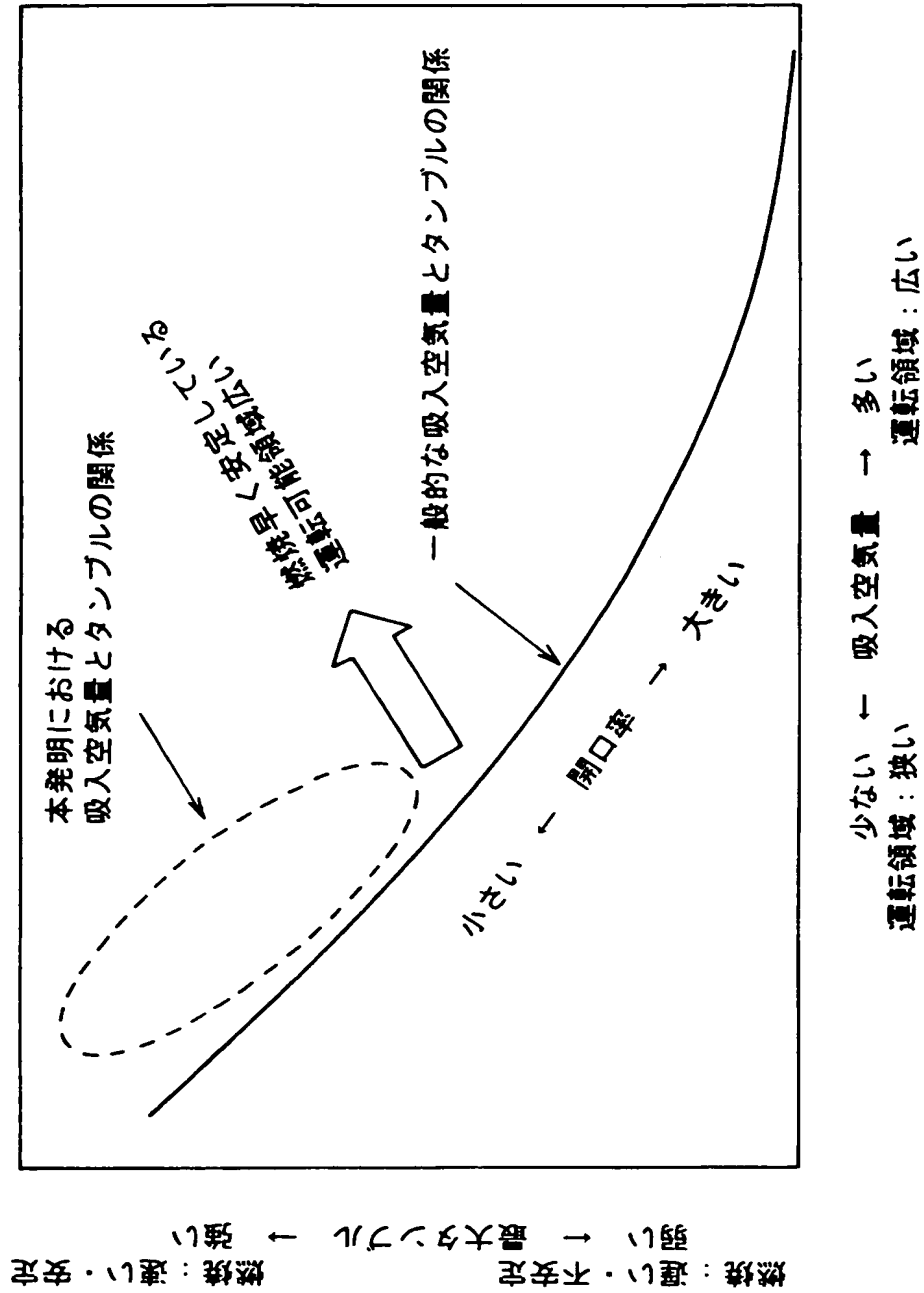 本発明における
吸入空気量とタンブルの関係
燃焼早く安定している
運転可能領域広い
一般的な吸入空気量とタンブルの関係
小さい ← 開口率 → 大きい
少ない ← 吸入空気量 → 多い
運転領域:狭い
運転領域:広い
弱い ← 最大タンブル → 強い
燃焼:遅い・不安定
燃焼:速い・安定